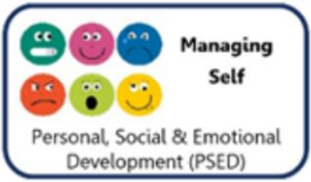 Managing
Self
Personal, Social & Emotional
Development (PSED)